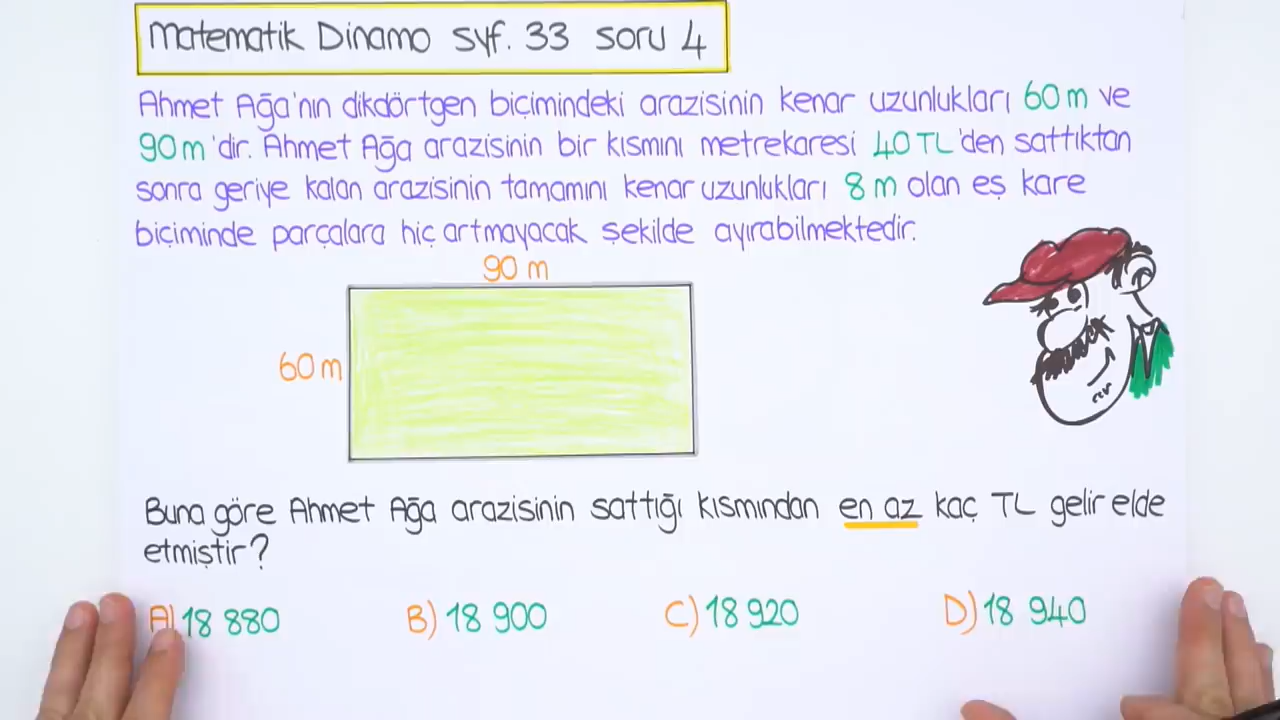 Matematik Dinamo syf. 33 soru 4
Ahmet Ağa'nın dikdörtgen biçimindeki arazisinin kenar uzunlukları 60 m ve
90 m'dir. Ahmet Ağa arazisinin bir kısmını metrekaresi 40 TL'den sattıktan
sonra geriye kalan arazisinin tamamını kenar uzunlukları 8 m olan eş kare
biçiminde parçalara hiç artmayacak şekilde ayırabilmektedir.
90 m
60 m
Buna göre Ahmet Ağa arazisinin sattığı kısmından en az kaç TL gelir elde
etmiştir?
A) 18 880 B) 18 900 C) 18 920 D) 18 940